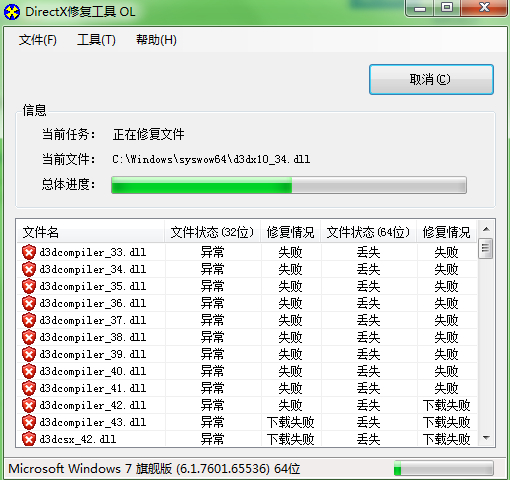 DirectX修复工具 OL
文件(F) 工具(T) 帮助(H)
取消(C)
信息
当前任务： 正在修复文件
当前文件： C:\Windows\syswow64\d3dx10_34.dll
总体进度：
文件名 文件状态(32位) 修复情况 文件状态(64位) 修复情况
d3dcompiler_33.dll 异常 失败 丢失 失败
d3dcompiler_34.dll 异常 失败 丢失 失败
d3dcompiler_35.dll 异常 失败 丢失 失败
d3dcompiler_36.dll 异常 失败 丢失 失败
d3dcompiler_37.dll 异常 失败 丢失 失败
d3dcompiler_38.dll 异常 失败 丢失 失败
d3dcompiler_39.dll 异常 失败 丢失 失败
d3dcompiler_40.dll 异常 失败 丢失 失败
d3dcompiler_41.dll 异常 失败 丢失 失败
d3dcompiler_42.dll 异常 失败 丢失 下载失败
d3dcompiler_43.dll 异常 下载失败 丢失 下载失败
d3dcsx_42.dll 异常 下载失败 丢失 下载失败
Microsoft Windows 7 旗舰版 (6.1.7601.65536) 64位